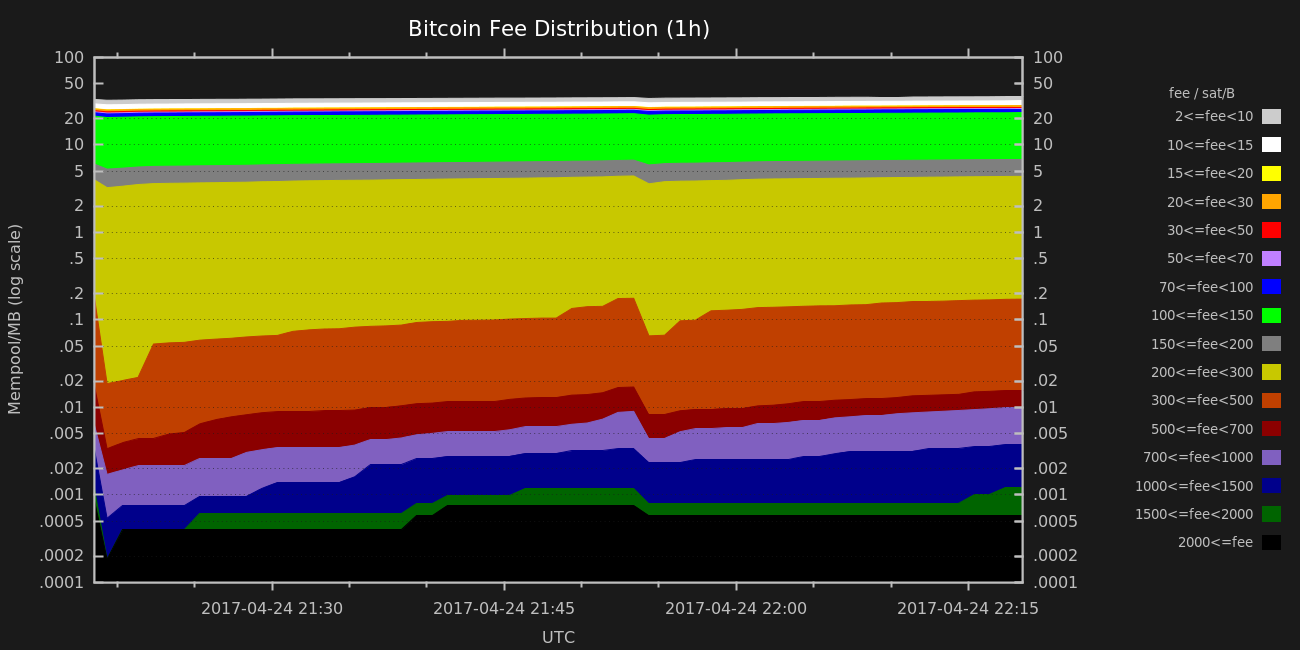 Bitcoin Fee Distribution (1h)
100
50
20
10
5
2
1
.5
.2
.1
.05
.02
.01
.005
.002
.001
.0005
.0002
.0001
Mempool/MB (log scale)
100
50
20
10
5
2
1
.5
.2
.1
.05
.02
.01
.005
.002
.001
.0005
.0002
.0001
2017-04-24 21:30
2017-04-24 21:45
2017-04-24 22:00
2017-04-24 22:15
UTC
fee / sat/B
2<=fee<10
10<=fee<15
15<=fee<20
20<=fee<30
30<=fee<50
50<=fee<70
70<=fee<100
100<=fee<150
150<=fee<200
200<=fee<300
300<=fee<500
500<=fee<700
700<=fee<1000
1000<=fee<1500
1500<=fee<2000
2000<=fee